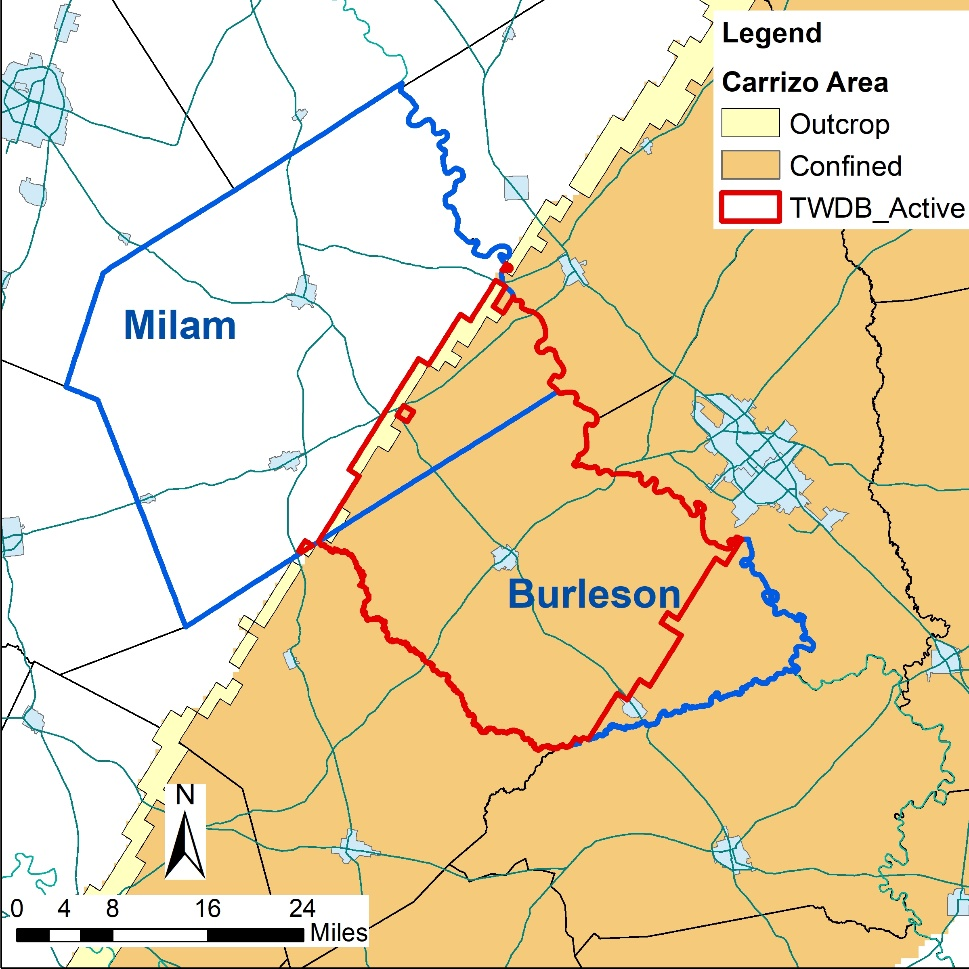 Legend
Carrizo Area
Outcrop
Confined
TWDB_Active
Milam
Burleson
N
0 4 8 16 24
Miles